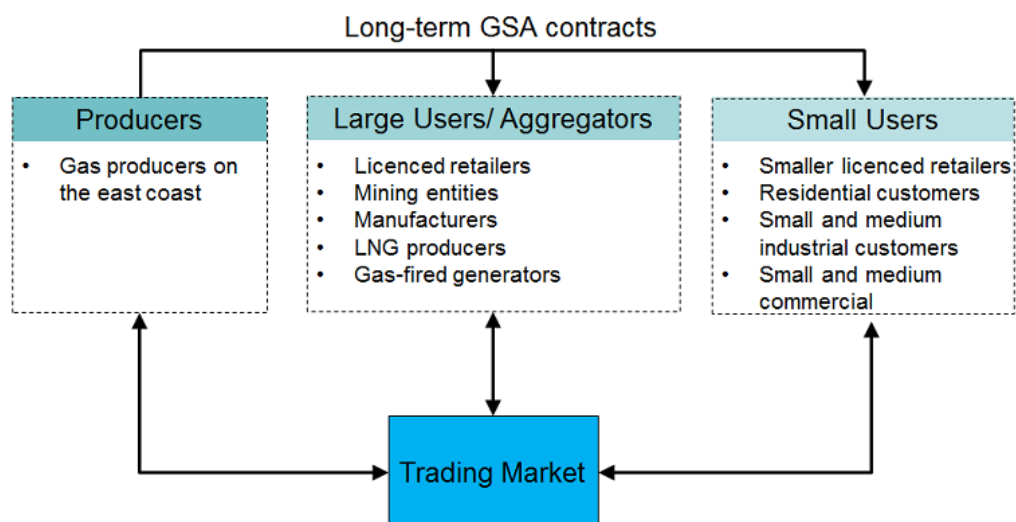 Long-term GSA contracts
Producers
• Gas producers on
the east coast
Large Users/ Aggregators
• Licenced retailers
• Mining entities
• Manufacturers
• LNG producers
• Gas-fired generators
Small Users
• Smaller licenced retailers
• Residential customers
• Small and medium
industrial customers
• Small and medium
commercial
Trading Market